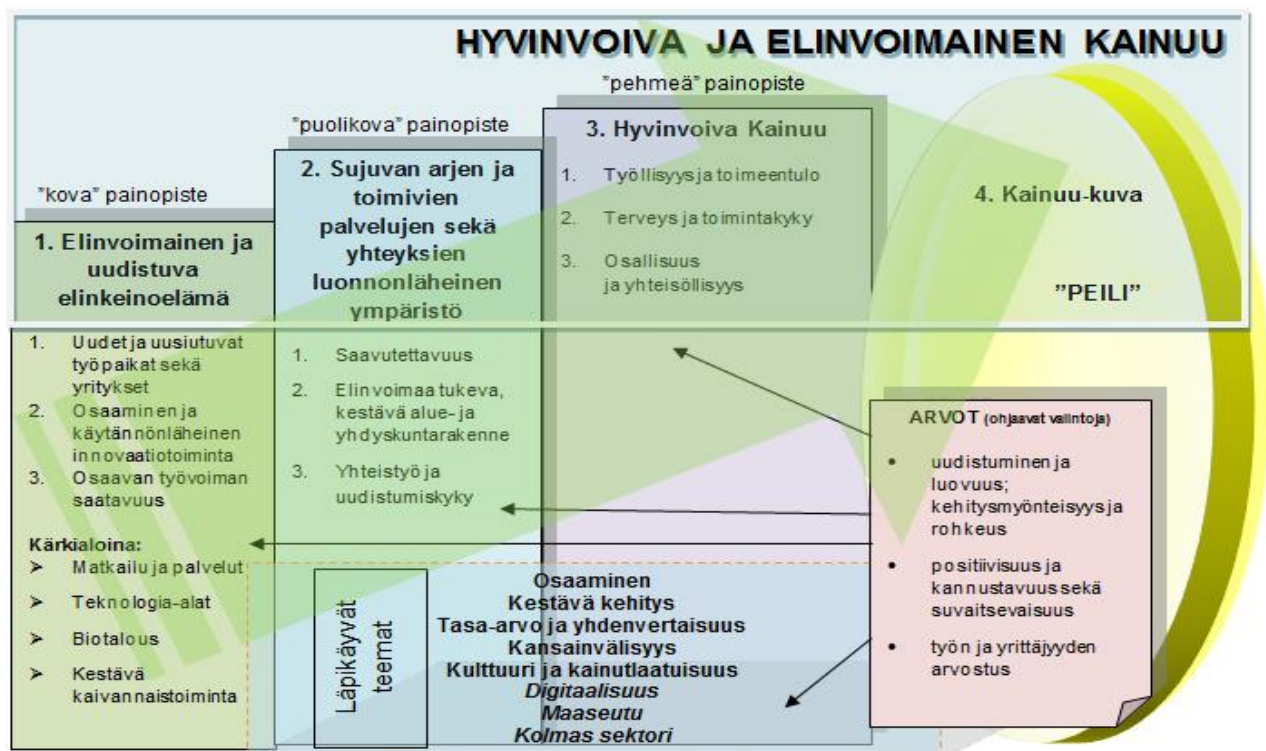 HYVINVOIVA JA ELINVOIMAINEN KAINUU
"kova" painopiste
1. Elinvoimainen ja
uudistuva
elinkeinoelämä
1. Uudet ja uusiutuvat
työpaikat sekä
yritykset
2. Osaaminen ja
käytännönläheinen
innovaatiotoiminta
3. Osaavan työvoiman
saatavuus
Kärkialoina:
➢ Matkailu ja palvelut
➢ Teknologia-alat
➢ Biotalous
➢ Kestävä
kaivannaistoiminta
"puolikova" painopiste
2. Sujuvan arjen ja
toimivien
palvelujen sekä
yhteyksien
luonnonläheinen
ympäristö
1. Saavutettavuus
2. Elinvoimaa tukeva,
kestävä alue- ja
yhdyskuntarakenne
3. Yhteistyö ja
uudistumiskyky
"pehmeä" painopiste
3. Hyvinvoiva Kainuu
1. Työllisyys ja toimeentulo
2. Terveys ja toimintakyky
3. Osallisuus
ja yhteisöllisyys
4. Kainuu-kuva
"PEILI"
ARVOT (ohjaavat valintoja)
• uudistuminen ja
luovuus;
kehitysmyönteisyys ja
rohkeus
• positiivisuus ja
kannustavuus sekä
suvaitsevaisuus
• työn ja yrittäjyyden
arvostus
Läpikäyvät
teemat
Osaaminen
Kestävä kehitys
Tasa-arvo ja yhdenvertaisuus
Kansainvälisyys
Kulttuuri ja kainutlaatuisuus
Digitaalisuus
Maaseutu
Kolmas sektori